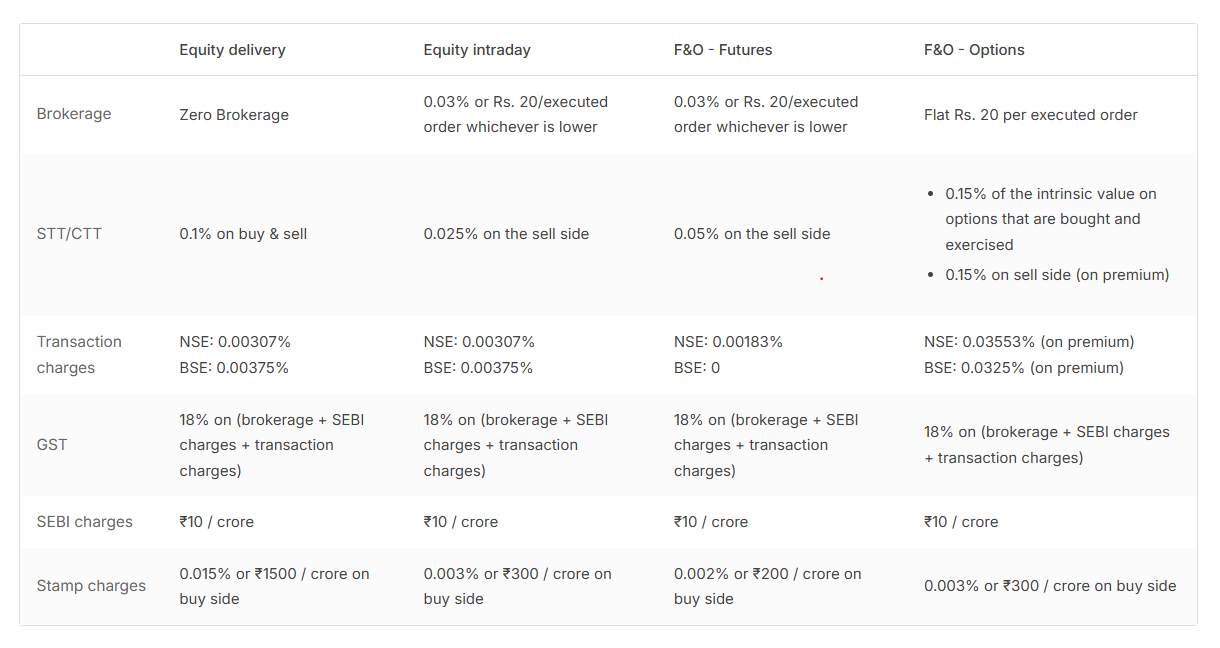 Equity delivery
Equity intraday
F&O - Futures
F&O - Options
Brokerage
Zero Brokerage
0.03% or Rs. 20/executed
order whichever is lower
0.03% or Rs. 20/executed
order whichever is lower
Flat Rs. 20 per executed order
STT/CTT
0.1% on buy & sell
0.025% on the sell side
0.05% on the sell side
• 0.15% of the intrinsic value on
options that are bought and
exercised
• 0.15% on sell side (on premium)
Transaction
charges
NSE: 0.00307%
BSE: 0.00375%
NSE: 0.00307%
BSE: 0.00375%
NSE: 0.00183%
BSE: 0
NSE: 0.03553% (on premium)
BSE: 0.0325% (on premium)
GST
18% on (brokerage + SEBI
charges + transaction
charges)
18% on (brokerage + SEBI
charges + transaction
charges)
18% on (brokerage + SEBI
charges + transaction
charges)
18% on (brokerage + SEBI charges
+ transaction charges)
SEBI charges
₹10 / crore
₹10 / crore
₹10 / crore
₹10 / crore
Stamp charges
0.015% or ₹1500 / crore on
buy side
0.003% or ₹300 / crore on
buy side
0.002% or ₹200 / crore on
buy side
0.003% or ₹300 / crore on buy side